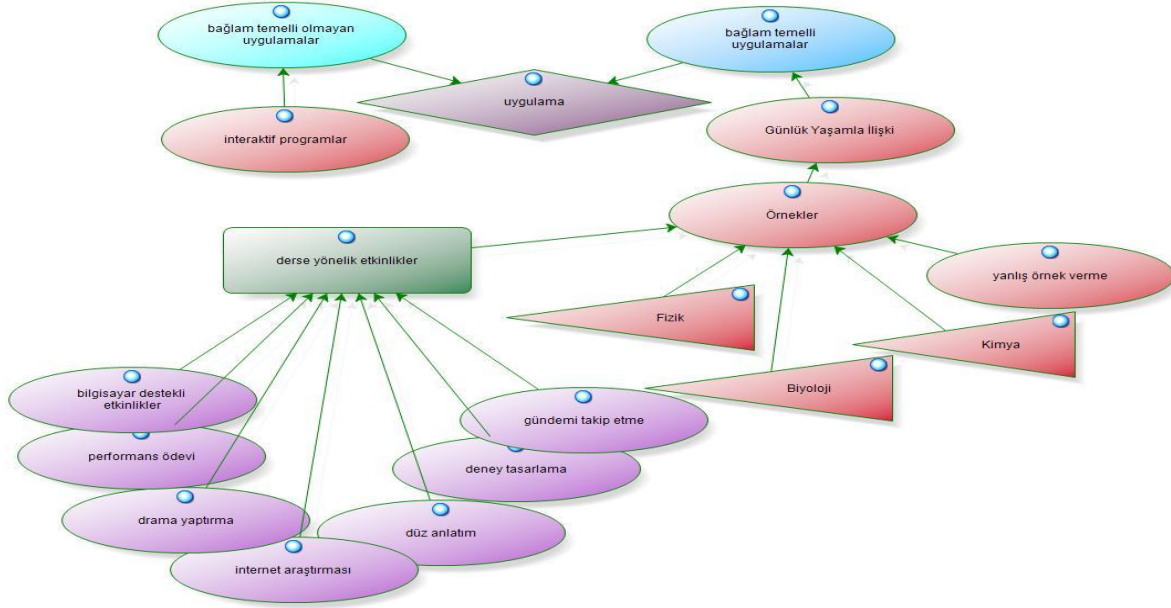 bağlam temelli olmayan
uygulamalar
bağlam temelli
uygulamalar
uygulama
interaktif programlar
Günlük Yaşamla İlişki
Örnekler
derse yönelik etkinlikler
yanlış örnek verme
Fizik
Kimya
Biyoloji
bilgisayar destekli
etkinlikler
gündemi takip etme
performans ödevi
deney tasarlama
drama yaptırma
düz anlatım
internet araştırması